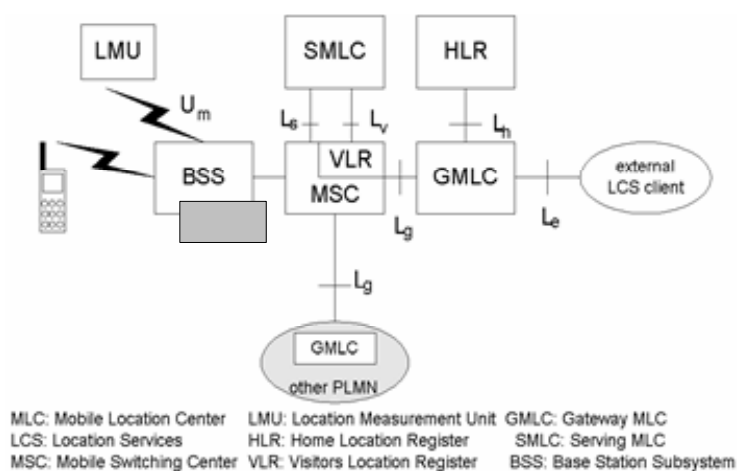 LMU
SMLC
HLR
Um
Ls
Lv
Lh
BSS
VLR
MSC
GMLC
external
LCS client
Lg
Le
Lg
GMLC
other PLMN
MLC: Mobile Location Center LMU: Location Measurement Unit GMLC: Gateway MLC
LCS: Location Services HLR: Home Location Register SMLC: Serving MLC
MSC: Mobile Switching Center VLR: Visitors Location Register BSS: Base Station Subsystem